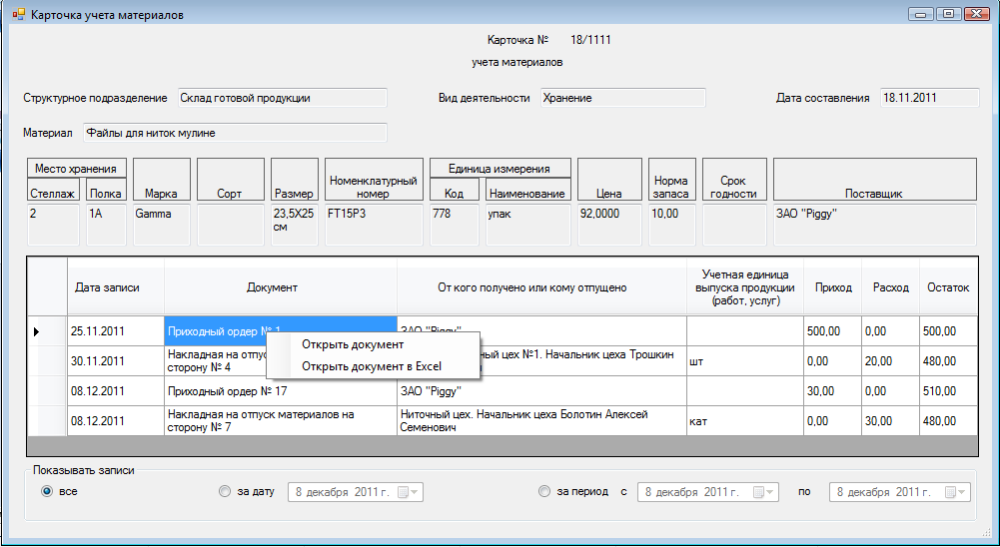 Карточка учета материалов
Карточка № 18/1111
учета материалов
Структурное подразделение Склад готовой продукции Вид деятельности Хранение Дата составления 18.11.2011
Материал Файлы для ниток мулине
Место хранения Единица измерения
Стеллаж Полка Марка Сорт Размер Номенклатурный номер Код Наименование Цена Норма запаса Срок годности Поставщик
2 1А Gamma 23,5X25 см FT15P3 778 упак 92,0000 10,00 ЗАО "Piggy"
Дата записи Документ От кого получено или кому отпущено Учетная единица выпуска продукции (работ, услуг) Приход Расход Остаток
25.11.2011 Приходный ордер № 1 ЗАО "Piggy" 500,00 0,00 500,00
Открыть документ
Открыть документ в Excel
30.11.2011 Накладная на отпус ный цех №1. Начальник цеха Трошкин шт 0,00 20,00 480,00
сторону № 4
08.12.2011 Приходный ордер № 17 ЗАО "Piggy" 30,00 0,00 510,00
08.12.2011 Накладная на отпуск материалов на Ниточный цех. Начальник цеха Болотин Алексей кат 0,00 30,00 480,00
сторону № 7 Семенович
Показывать записи
все за дату 8 декабря 2011 г. за период с 8 декабря 2011 г. по 8 декабря 2011 г.